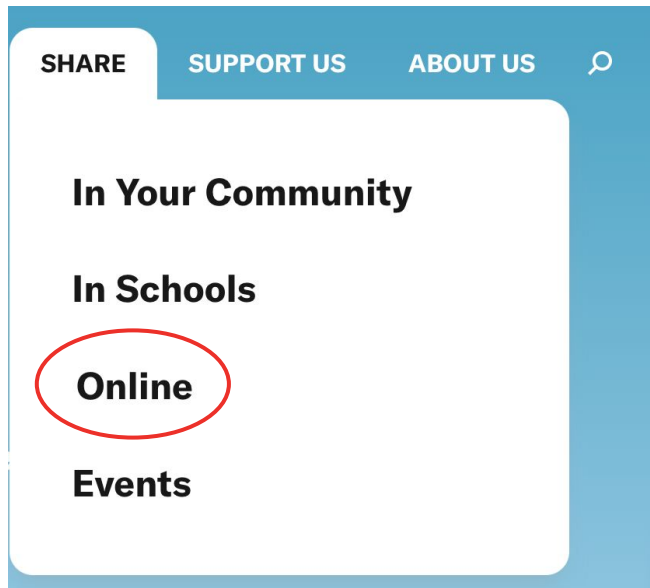 SHARE SUPPORT US ABOUT US
In Your Community
In Schools
Online
Events